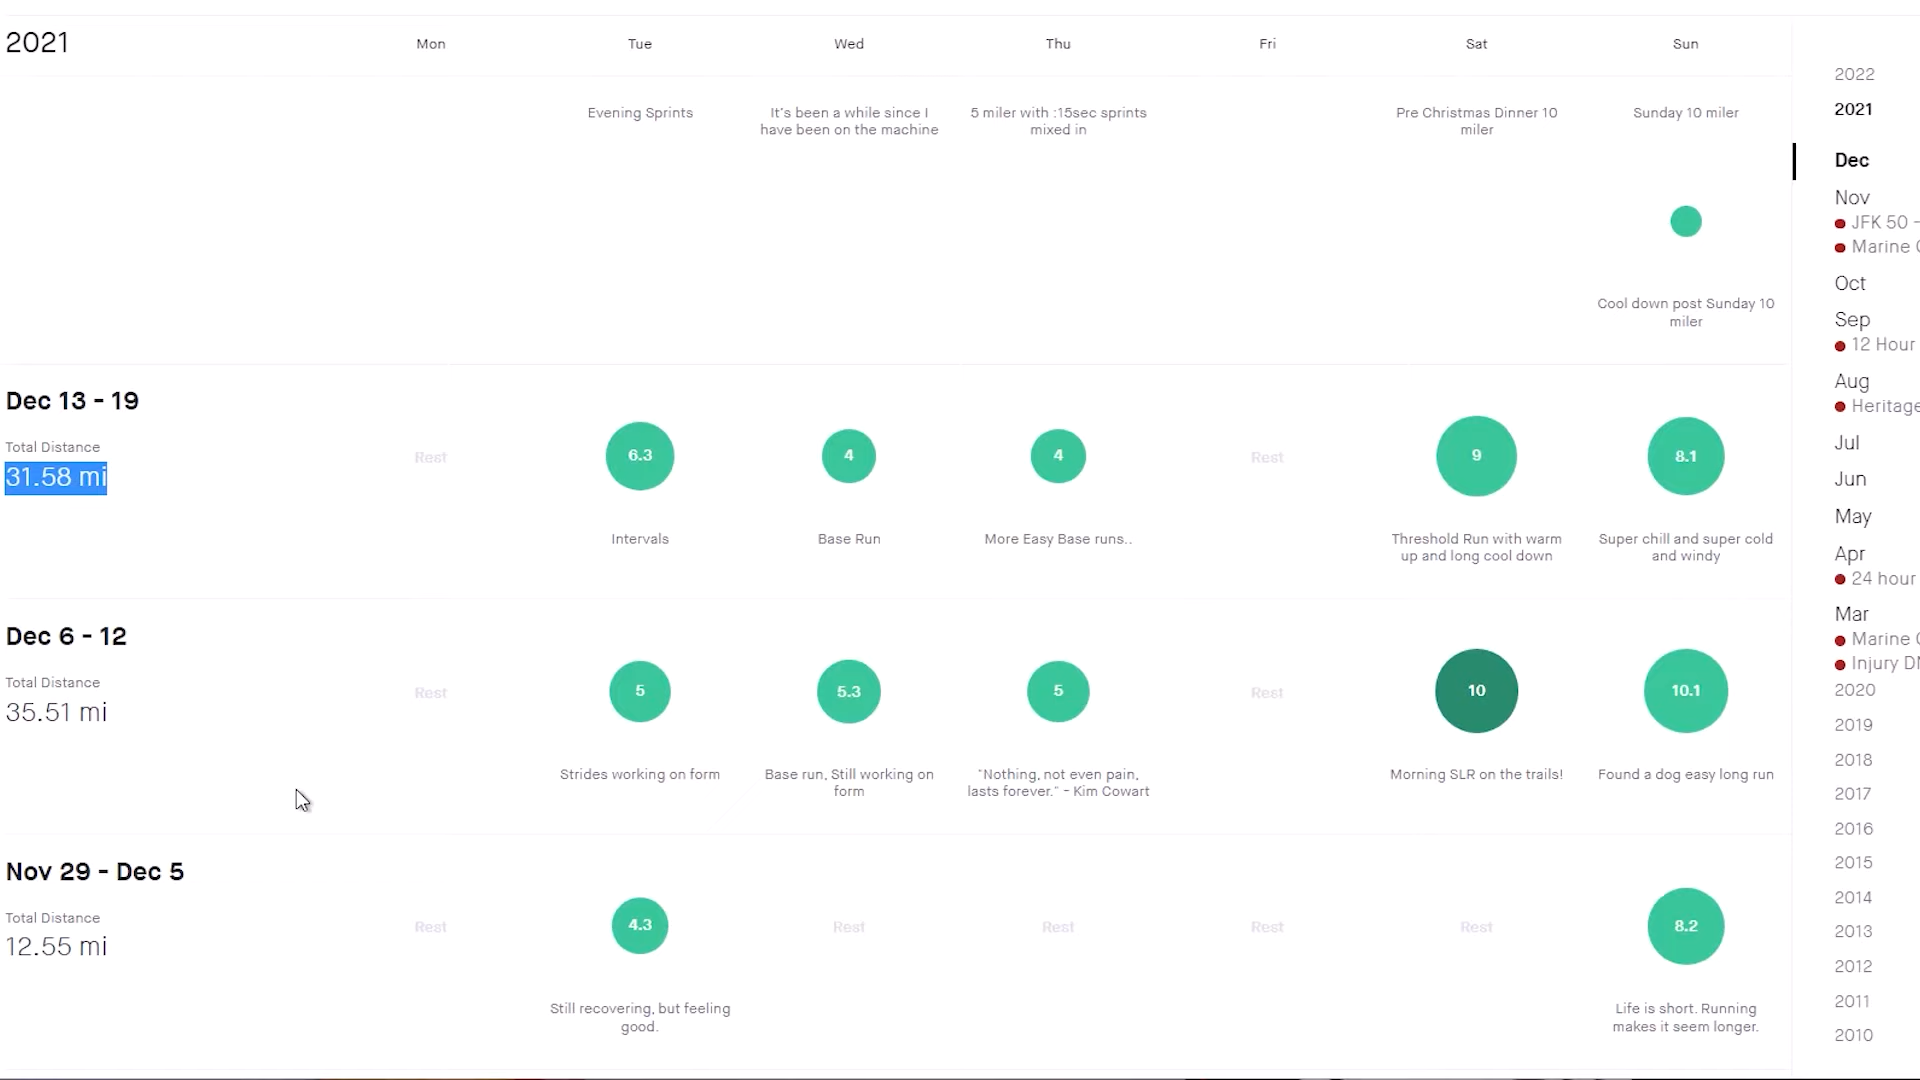 2021
Mon Tue Wed Thu Fri Sat Sun
Evening Sprints
It's been a while since I
have been on the machine
5 miler with :15sec sprints
mixed in
Pre Christmas Dinner 10
miler
Sunday 10 miler
Cool down post Sunday 10
miler
Dec 13 - 19
Total Distance
31.58 mi
Rest
6.3
Intervals
4
Base Run
4
More Easy Base runs..
Rest
9
Threshold Run with warm
up and long cool down
8.1
Super chill and super cold
and windy
Dec 6 - 12
Total Distance
35.51 mi
Rest
5
Strides working on form
5.3
Base run, Still working on
form
5
"Nothing, not even pain,
lasts forever." - Kim Cowart
Rest
10
Morning SLR on the trails!
10.1
Found a dog easy long run
Nov 29 - Dec 5
Total Distance
12.55 mi
Rest
4.3
Still recovering, but feeling
good.
Rest
Rest
Rest
Rest
8.2
Life is short. Running
makes it seem longer.
2022
2021
Dec
Nov
JFK 50 -
Marine
Oct
Sep
12 Hour
Aug
Heritage
Jul
Jun
May
Apr
24 hour
Mar
Marine
Injury
2020
2019
2018
2017
2016
2015
2014
2013
2012
2011
2010